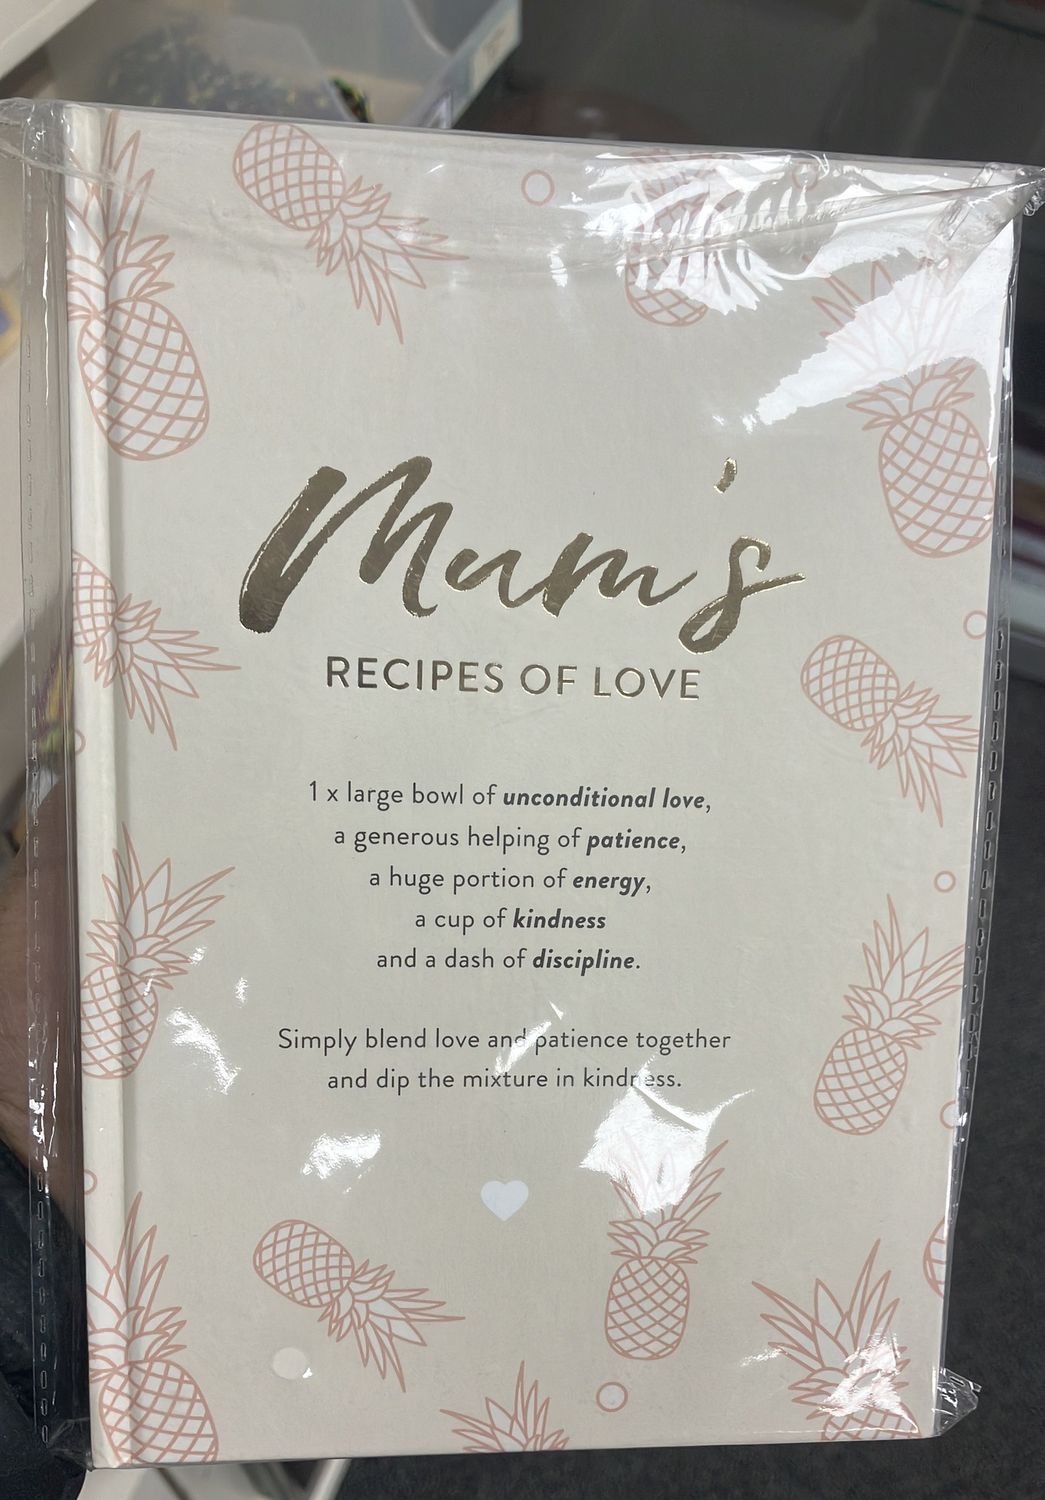 Mum's
RECIPES OF LOVE
1 x large bowl of unconditional love,
a generous helping of patience,
a huge portion of energy,
a cup of kindness
and a dash of discipline.
Simply blend love and patience together
and dip the mixture in kindness.